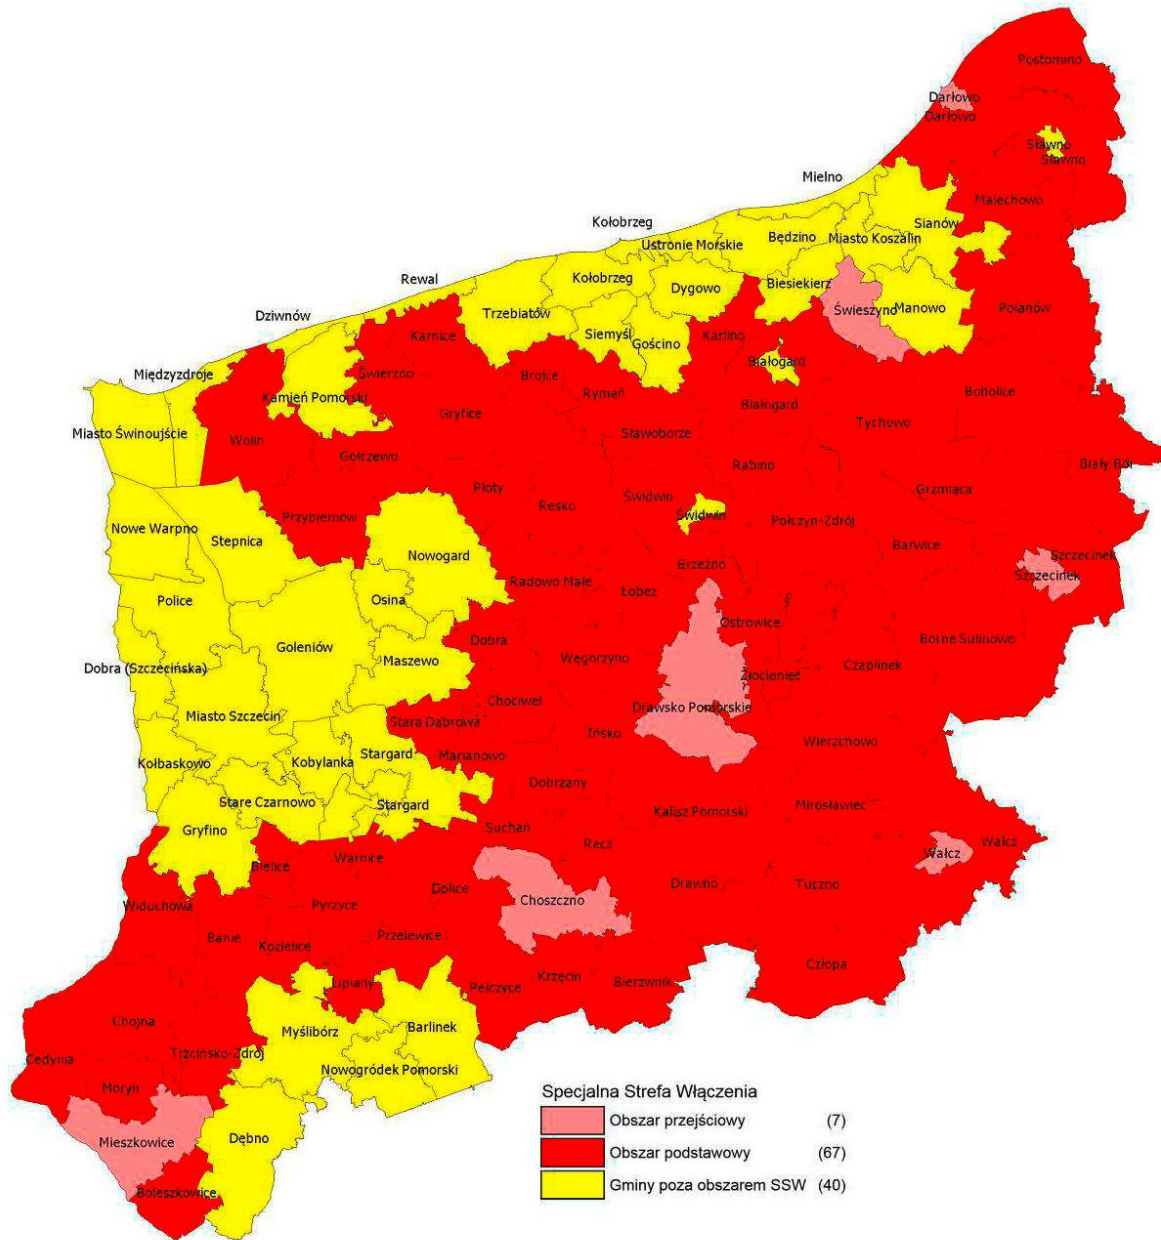 Postomino
Darłowo
Darłowo
Sławno
Sławno
Mielno
Malechowo
Kołobrzeg
Sianów
Ustronie Morskie
Będzino
Miasto Koszalin
Rewal
Kołobrzeg
Dygowo
Biesiekierz
Dziwnów
Trzebiatów
Świeszyno
Manowo
Polanów
Karnice
Siemyśl
Gościno
Karlino
Międzyzdroje
Świerzno
Brojce
Białogard
Kamień Pomorski
Rymań
Bobolice
Gryfice
Białogard
Tychowo
Miasto Świnoujście
Wolin
Sławoborze
Gołczewo
Rabino
Biały Bór
Płoty
Świdwin
Grzmiąca
Przybiernów
Resko
Świdwin
Połczyn-Zdrój
Nowe Warpno
Stepnica
Barwice
Nowogard
Szczecinek
Brzeżno
Szczecinek
Radowo Małe
Łobez
Police
Osina
Ostrowice
Dobra
Borne Sulinowo
Goleniów
Maszewo
Węgorzyno
Czaplinek
Dobra (Szczecińska)
Złocieniec
Chociwel
Drawsko Pomorskie
Miasto Szczecin
Stara Dąbrowa
Ińsko
Wierzchowo
Kołbaskowo
Kobylanka
Stargard
Marianowo
Dobrzany
Stare Czarnowo
Stargard
Kalisz Pomorski
Mirosławiec
Gryfino
Suchań
Recz
Wałcz
Wałcz
Bielice
Warnice
Dolice
Drawno
Tuczno
Widuchowa
Pyrzyce
Choszczno
Banie
Kozielice
Przelewice
Człopa
Lipiany
Pełczyce
Krzęcin
Bierzwnik
Chojna
Myślibórz
Barlinek
Cedynia
Trzcińsko-Zdrój
Nowogródek Pomorski
Moryń
Mieszkowice
Dębno
Boleszkowice
Specjalna Strefa Włączenia
Obszar przejściowy (7)
Obszar podstawowy (67)
Gminy poza obszarem SSW (40)